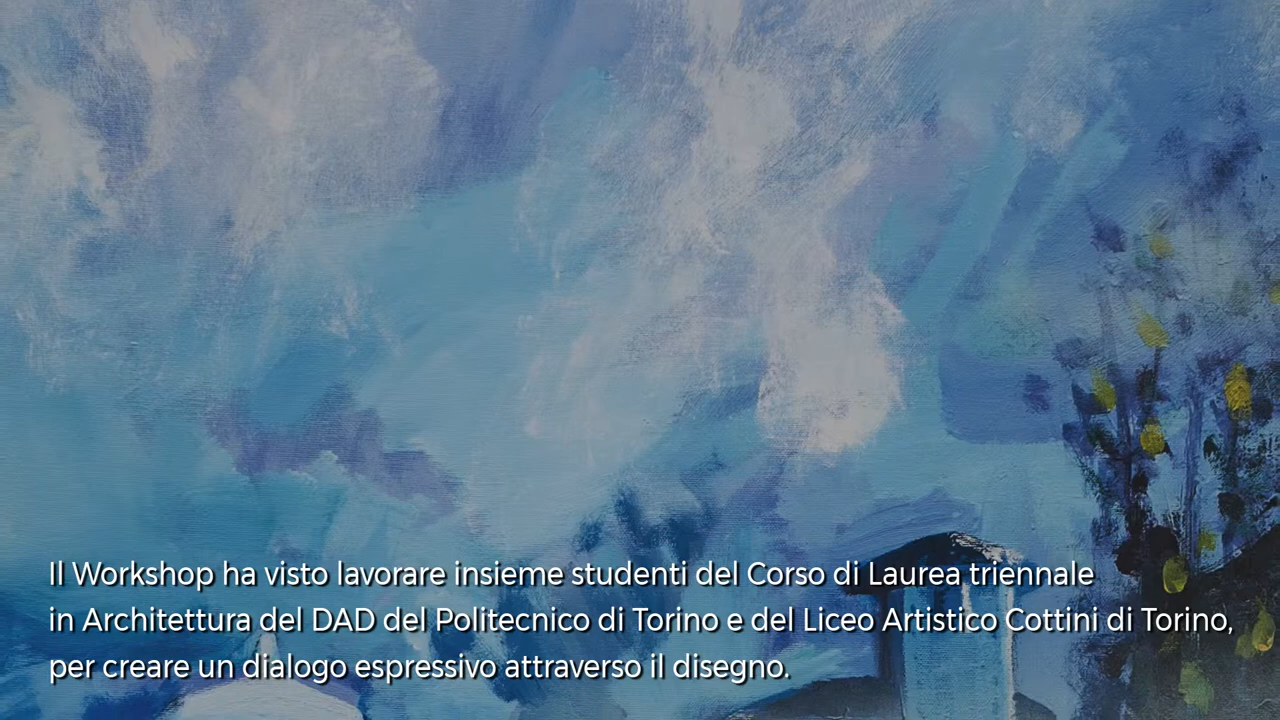 Il Workshop ha visto lavorare insieme studenti del Corso di Laurea triennale
in Architettura del DAD del Politecnico di Torino e del Liceo Artistico Cottini di Torino,
per creare un dialogo espressivo attraverso il disegno.